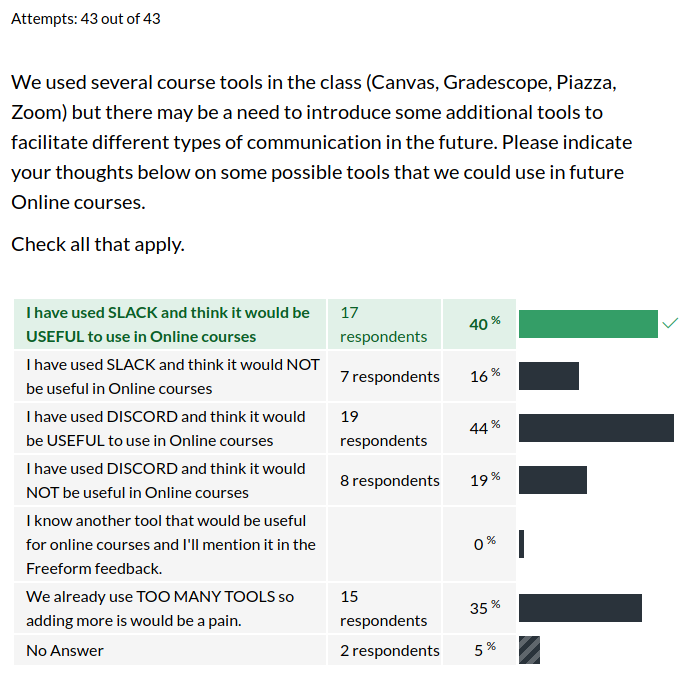 Attempts: 43 out of 43
We used several course tools in the class (Canvas, Gradescope, Piazza,
Zoom) but there may be a need to introduce some additional tools to
facilitate different types of communication in the future. Please indicate
your thoughts below on some possible tools that we could use in future
Online courses.
Check all that apply.
I have used SLACK and think it would be
USEFUL to use in Online courses
17
respondents
40 %
I have used SLACK and think it would NOT
be useful in Online courses
7 respondents
16 %
I have used DISCORD and think it would
be USEFUL to use in Online courses
19
respondents
44 %
I have used DISCORD and think it would
NOT be useful in Online courses
8 respondents
19 %
I know another tool that would be useful
for online courses and I'll mention it in the
Freeform feedback.
0 %
We already use TOO MANY TOOLS so
adding more is would be a pain.
15
respondents
35 %
No Answer
2 respondents
5 %